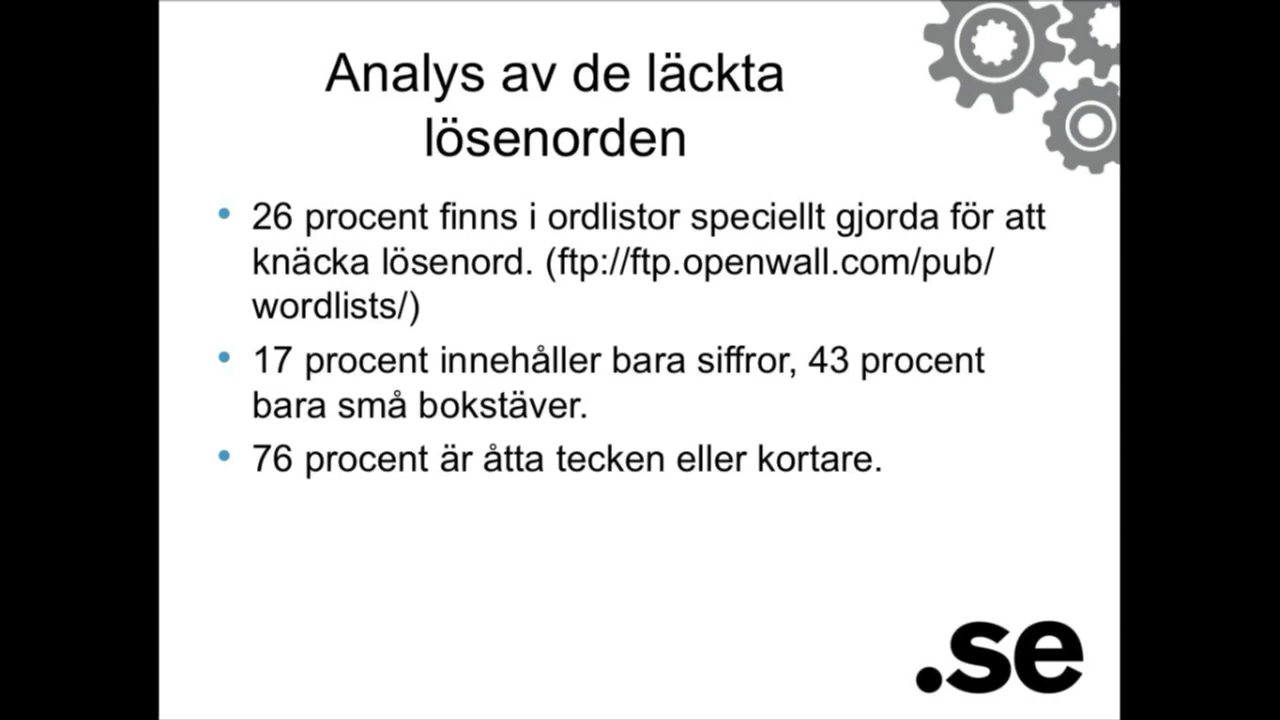 Analys av de läckta
lösenorden
• 26 procent finns i ordlistor speciellt gjorda för att
knäcka lösenord. (ftp://ftp.openwall.com/pub/
wordlists/)
• 17 procent innehåller bara siffror, 43 procent
bara små bokstäver.
• 76 procent är åtta tecken eller kortare.
.se